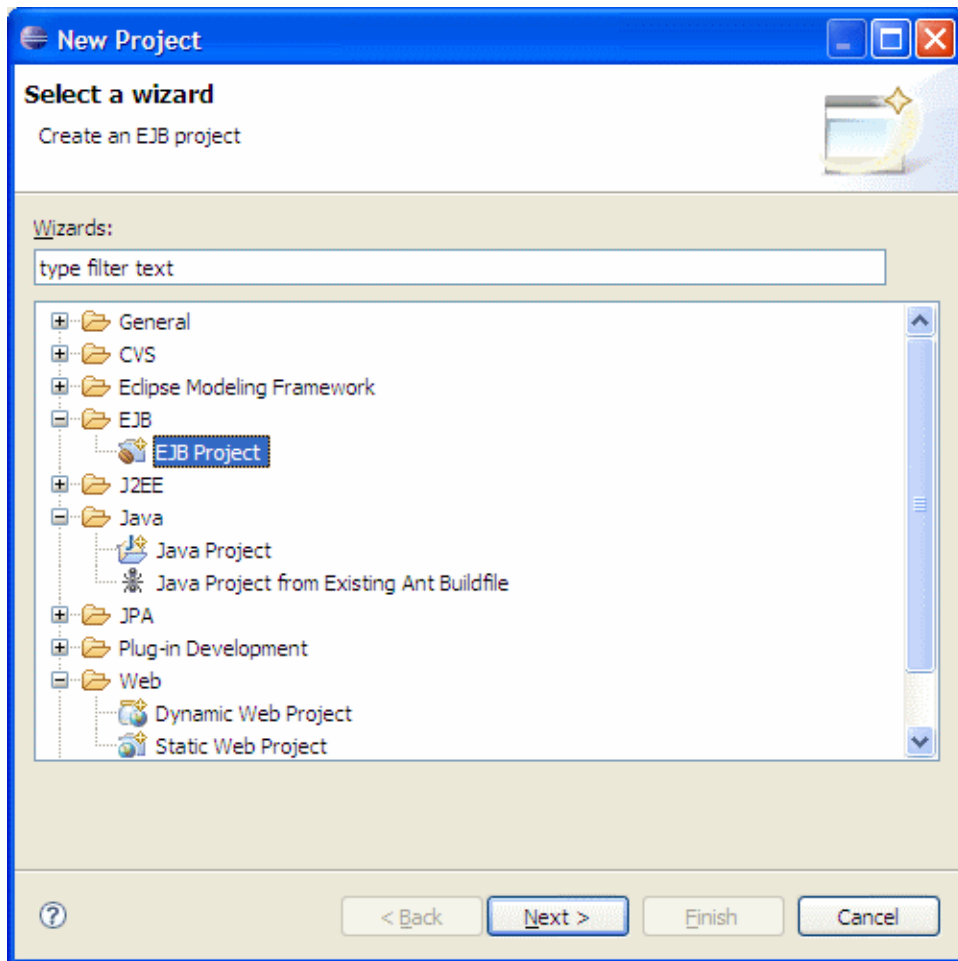 New Project
Select a wizard
Create an EJB project
Wizards:
type filter text
General
CVS
Eclipse Modeling Framework
EJB
EJB Project
J2EE
Java
Java Project
Java Project from Existing Ant Buildfile
JPA
Plug-in Development
Web
Dynamic Web Project
Static Web Project
? < Back Next > Finish Cancel